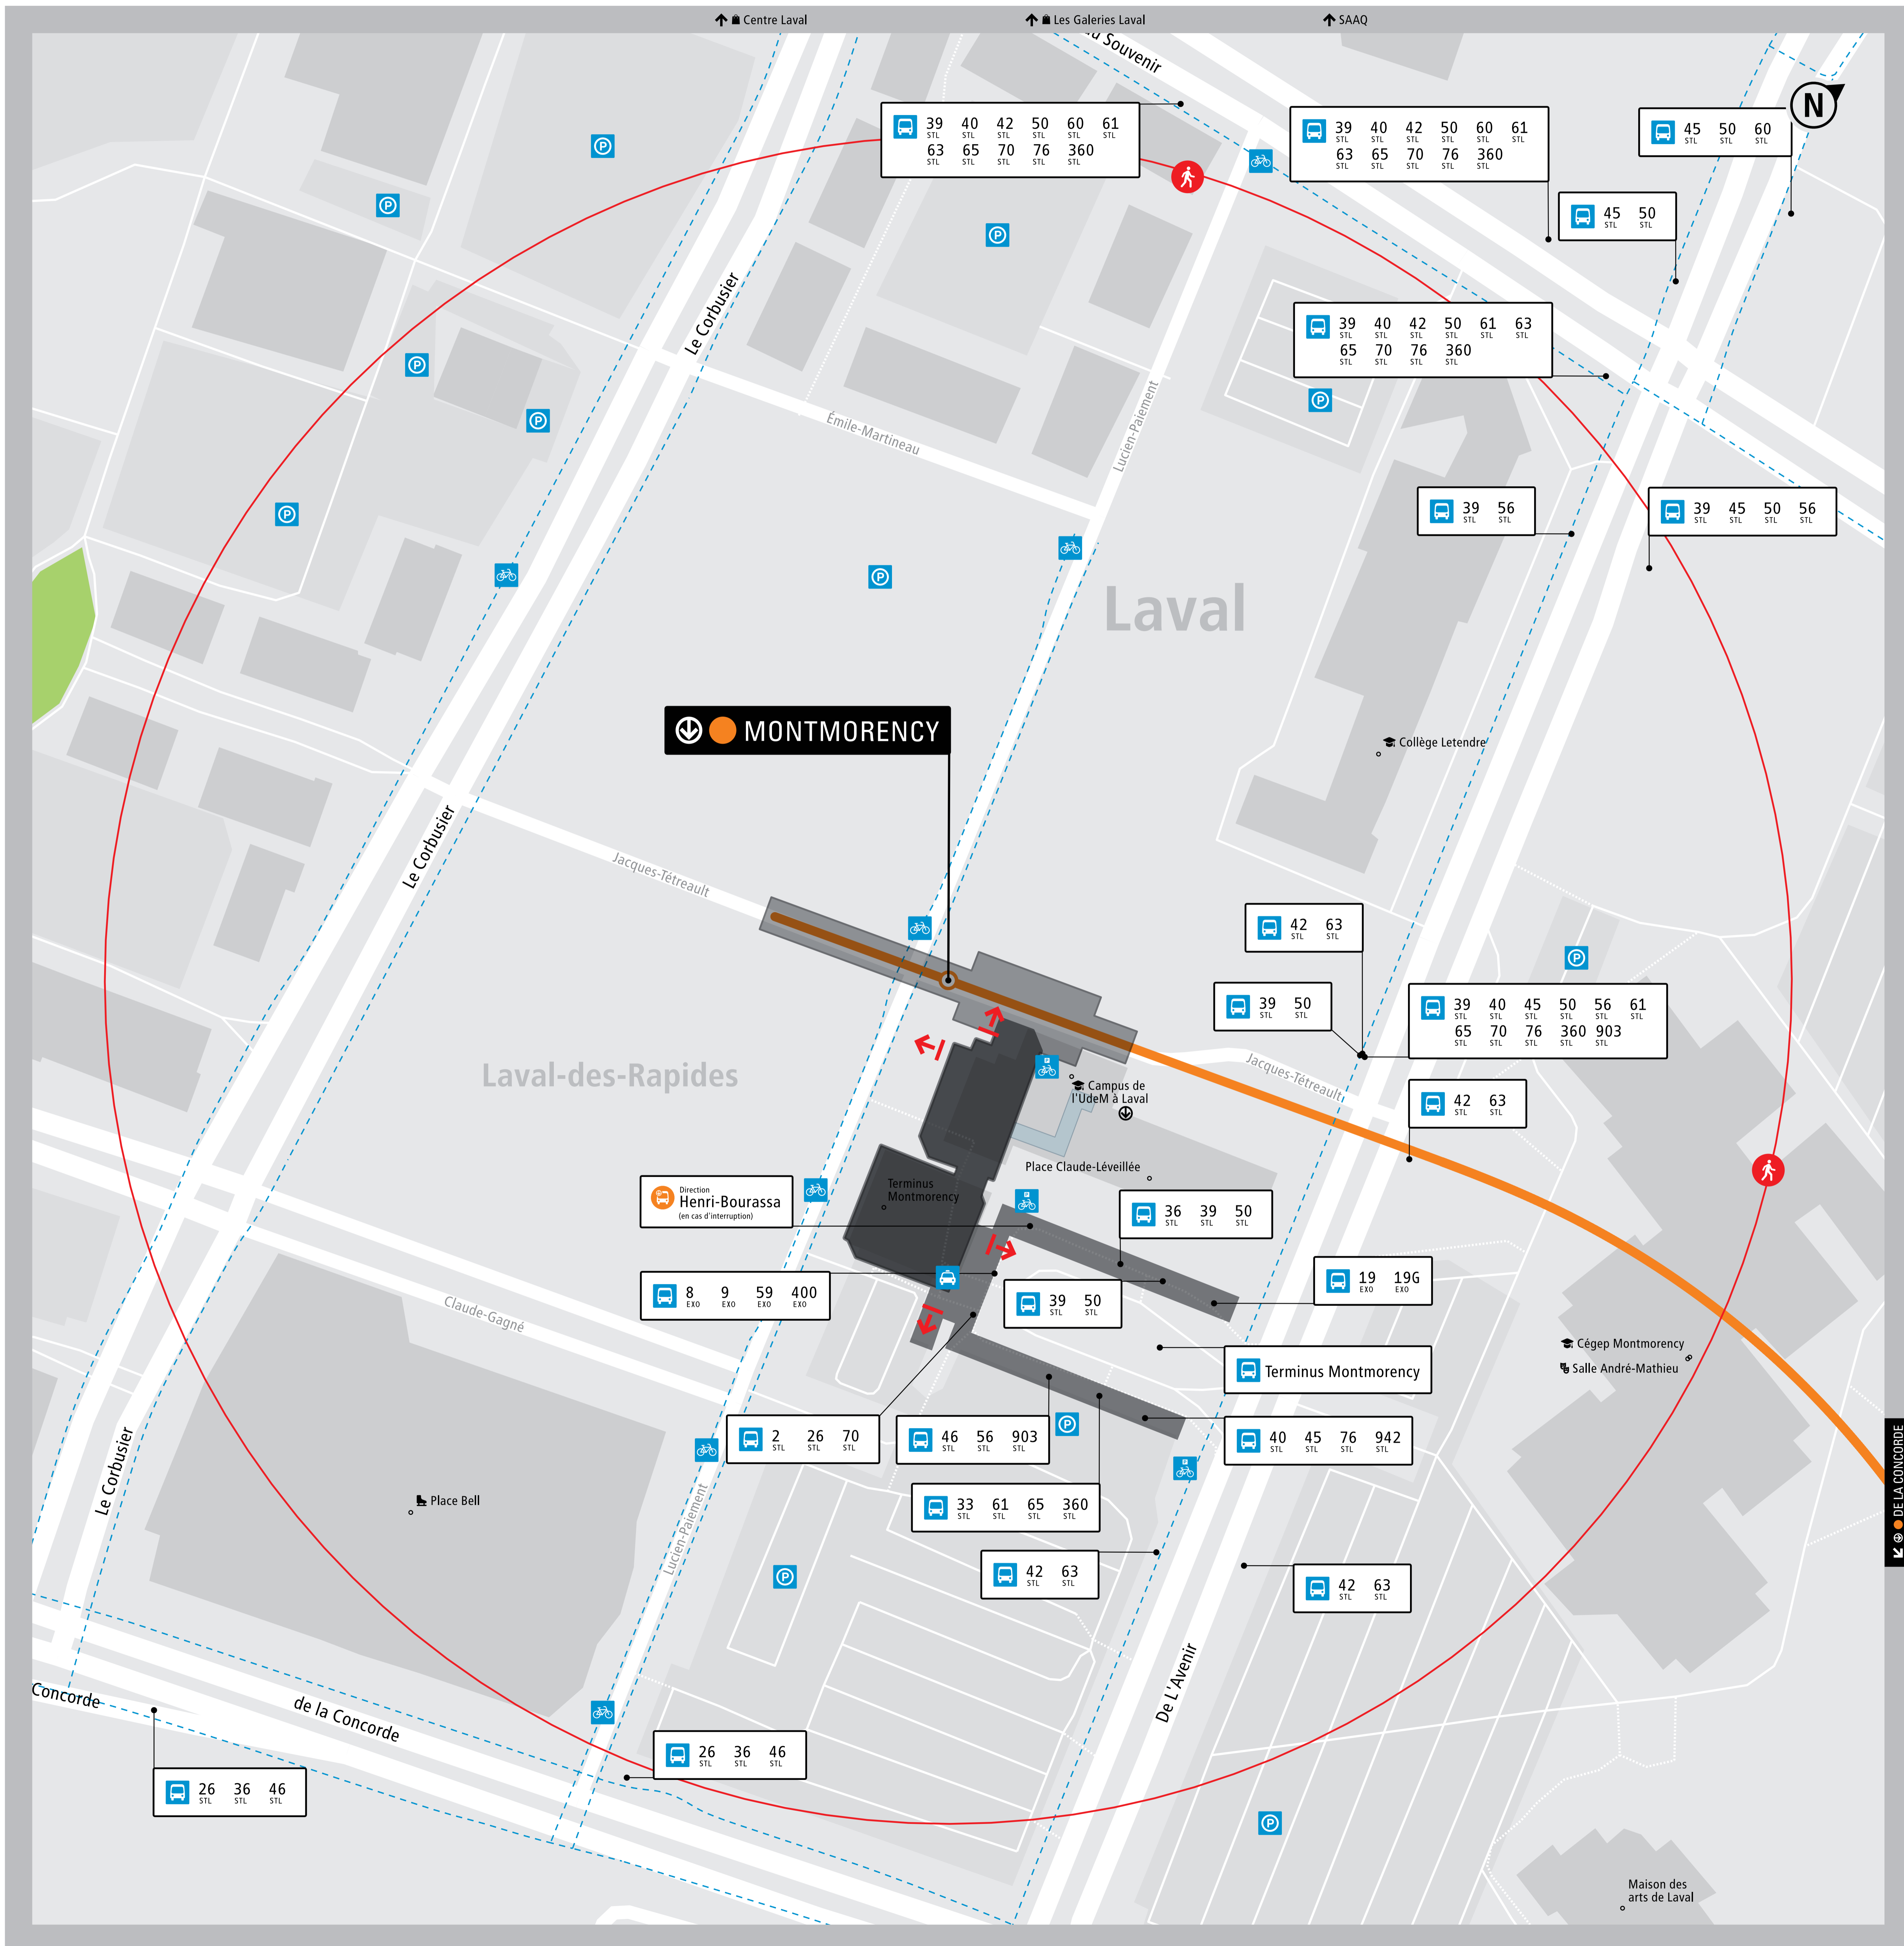 Centre Laval
Les Galeries Laval
SAAQ
du Souvenir
N
39 40 42 50 60 61
STL STL STL STL STL STL
63 65 70 76 360
STL STL STL STL STL
39 40 42 50 60 61
STL STL STL STL STL STL
63 65 70 76 360
STL STL STL STL STL
45 50 60
STL STL STL
45 50
STL STL
39 40 42 50 61 63
STL STL STL STL STL STL
65 70 76 360
STL STL STL STL
Le Corbusier
Émile-Martineau
Lucien-Paiement
39 56
STL STL
39 45 50 56
STL STL STL STL
Laval
MONTMORENCY
Collège Letendre
Le Corbusier
Jacques-Tétreault
42 63
STL STL
39 50
STL STL
39 40 45 50 56 61
STL STL STL STL STL STL
65 70 76 360 903
STL STL STL STL STL
Laval-des-Rapides
Jacques-Tétreault
Campus de
l'UdeM à Laval
42 63
STL STL
Place Claude-Léveillée
Terminus
Montmorency
Direction
Henri-Bourassa
(en cas d'interruption)
36 39 50
STL STL STL
8 9 59 400
EXO EXO EXO EXO
39 50
STL STL
19 19G
EXO EXO
Claude-Gagné
Cégep Montmorency
Salle André-Mathieu
Terminus Montmorency
2 26 70
STL STL STL
46 56 903
STL STL STL
40 45 76 942
STL STL STL STL
Le Corbusier
Place Bell
Lucien-Paiement
33 61 65 360
STL STL STL STL
DE LA CONCORDE
42 63
STL STL
42 63
STL STL
De L'Avenir
Concorde
de la Concorde
26 36 46
STL STL STL
26 36 46
STL STL STL
Maison des
arts de Laval